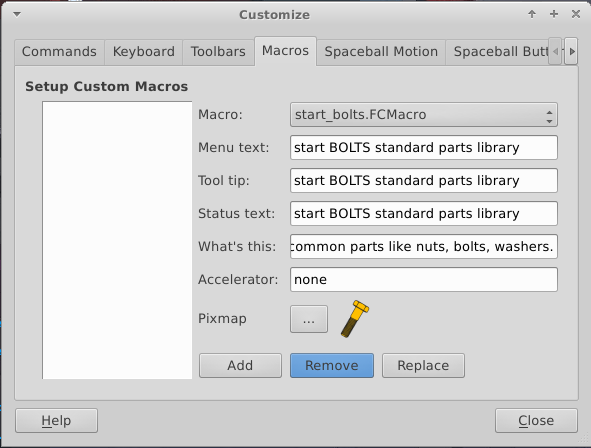 Customize
Commands Keyboard Toolbars Macros Spaceball Motion Spaceball
Setup Custom Macros
Macro: start_bolts.FCMacro
Menu text: start BOLTS standard parts library
Tool tip: start BOLTS standard parts library
Status text: start BOLTS standard parts library
What's this: common parts like nuts, bolts, washers.
Accelerator: none
Pixmap ...
Add Remove Replace
Help Close